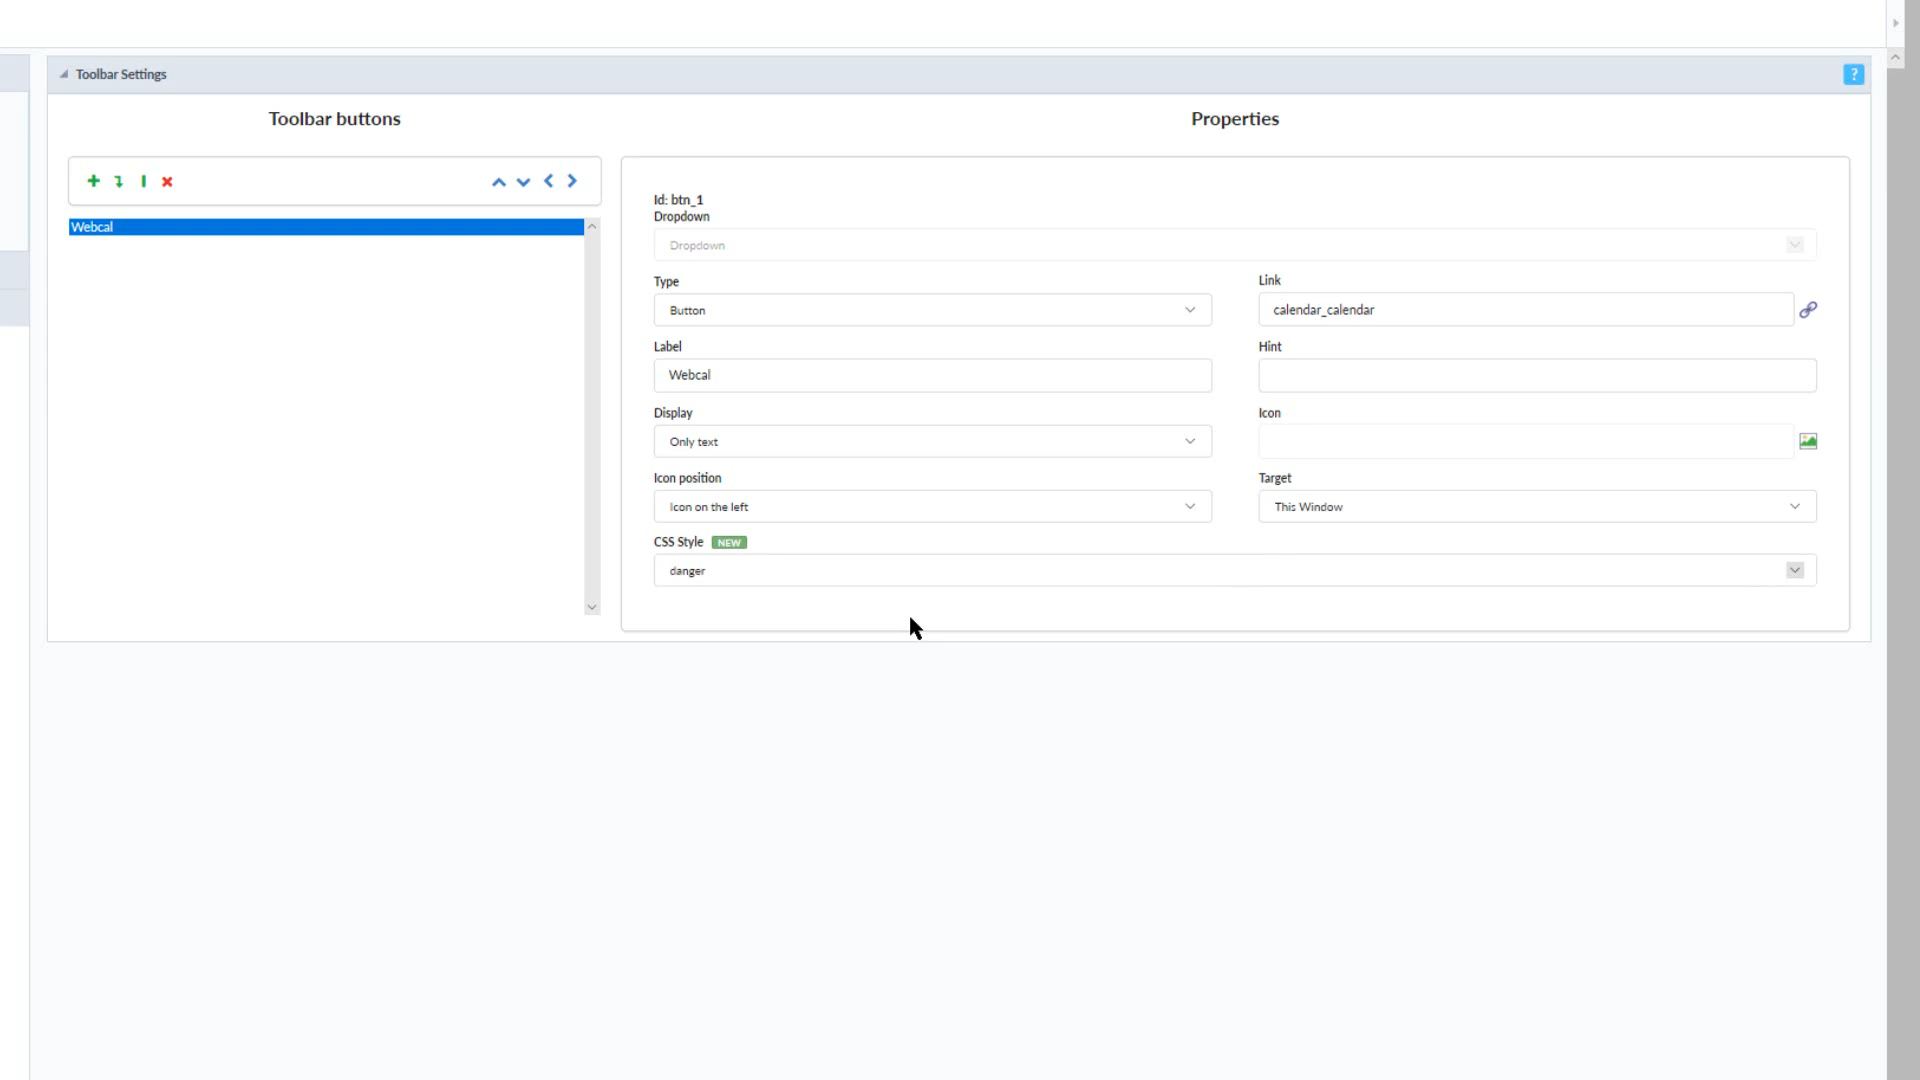 Toolbar Settings
?
Toolbar buttons
Properties
Webcal
Id: btn_1
Dropdown
Dropdown
Type
Link
Button
calendar_calendar
Label
Hint
Webcal
Display
Icon
Only text
Icon position
Target
Icon on the left
This Window
CSS Style NEW
danger